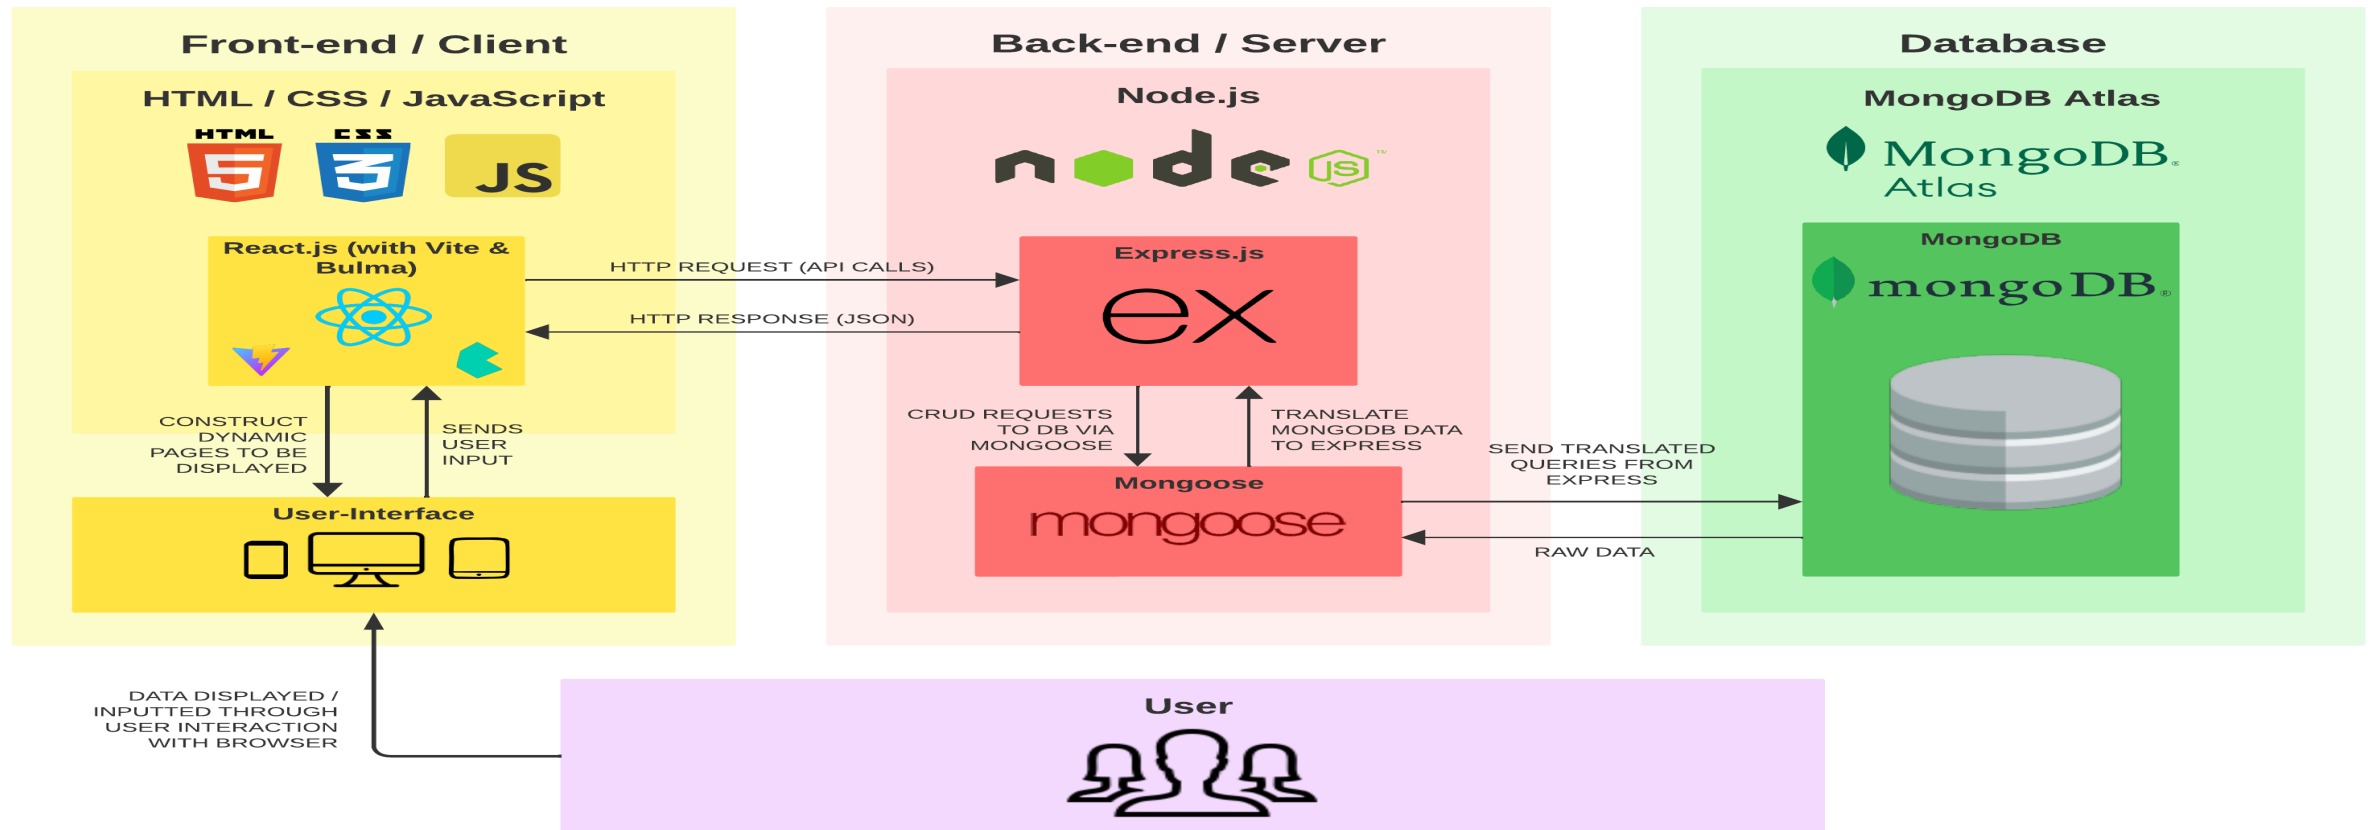 Front-end / Client
HTML / CSS / JavaScript
HTML
CSS
5
3
JS
React.js (with Vite &
Bulma)
CONSTRUCT
DYNAMIC
PAGES TO BE
DISPLAYED
SENDS
USER
INPUT
User-Interface
HTTP REQUEST (API CALLS)
HTTP RESPONSE (JSON)
Back-end / Server
Node.js
node
JS
™
Express.js
ex
CRUD REQUESTS
TO DB VIA
MONGOOSE
TRANSLATE
MONGODB DATA
TO EXPRESS
Mongoose
mongoose
SEND TRANSLATED
QUERIES FROM
EXPRESS
RAW DATA
Database
MongoDB Atlas
MongoDB®
Atlas
MongoDB
mongoDB®
DATA DISPLAYED /
INPUTTED THROUGH
USER INTERACTION
WITH BROWSER
User